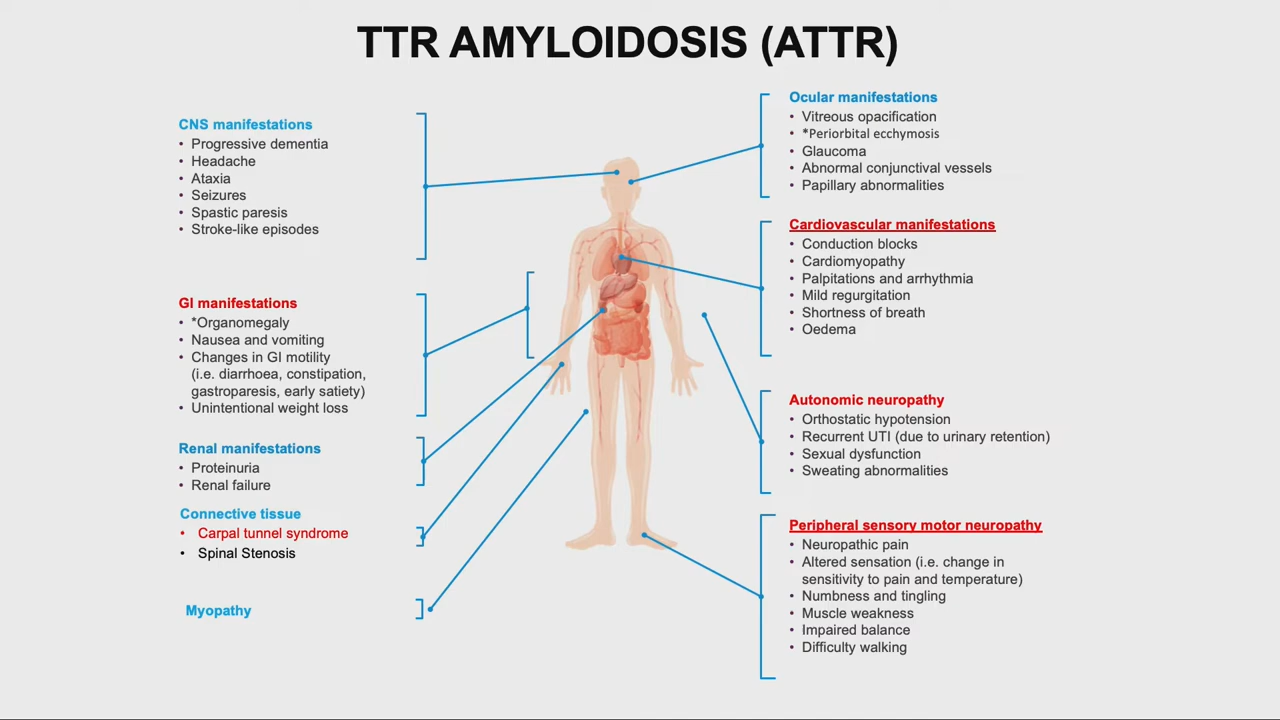 TTR AMYLOIDOSIS (ATTR)
CNS manifestations
• Progressive dementia
• Headache
• Ataxia
• Seizures
• Spastic paresis
• Stroke-like episodes
GI manifestations
• *Organomegaly
• Nausea and vomiting
• Changes in GI motility
(i.e. diarrhoea, constipation,
gastroparesis, early satiety)
• Unintentional weight loss
Renal manifestations
• Proteinuria
• Renal failure
Connective tissue
• Carpal tunnel syndrome
• Spinal Stenosis
Myopathy
Ocular manifestations
• Vitreous opacification
• *Periorbital ecchymosis
• Glaucoma
• Abnormal conjunctival vessels
• Papillary abnormalities
Cardiovascular manifestations
• Conduction blocks
• Cardiomyopathy
• Palpitations and arrhythmia
• Mild regurgitation
• Shortness of breath
• Oedema
Autonomic neuropathy
• Orthostatic hypotension
• Recurrent UTI (due to urinary retention)
• Sexual dysfunction
• Sweating abnormalities
Peripheral sensory motor neuropathy
• Neuropathic pain
• Altered sensation (i.e. change in
sensitivity to pain and temperature)
• Numbness and tingling
• Muscle weakness
• Impaired balance
• Difficulty walking